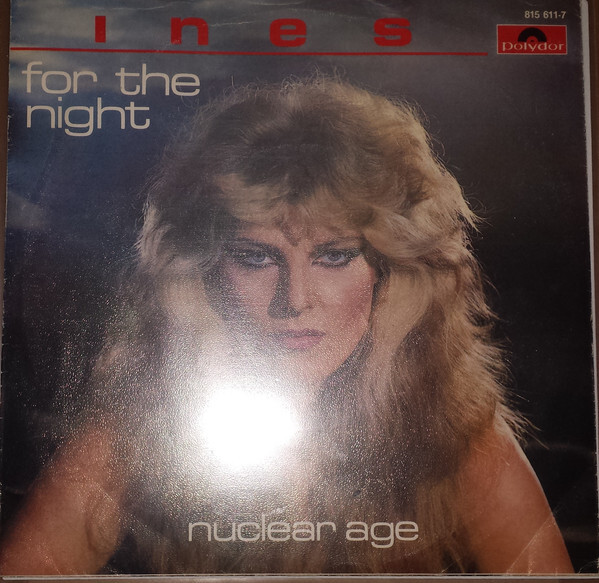 Ines
815 611-7
Polydor
for the
night
nuclear age